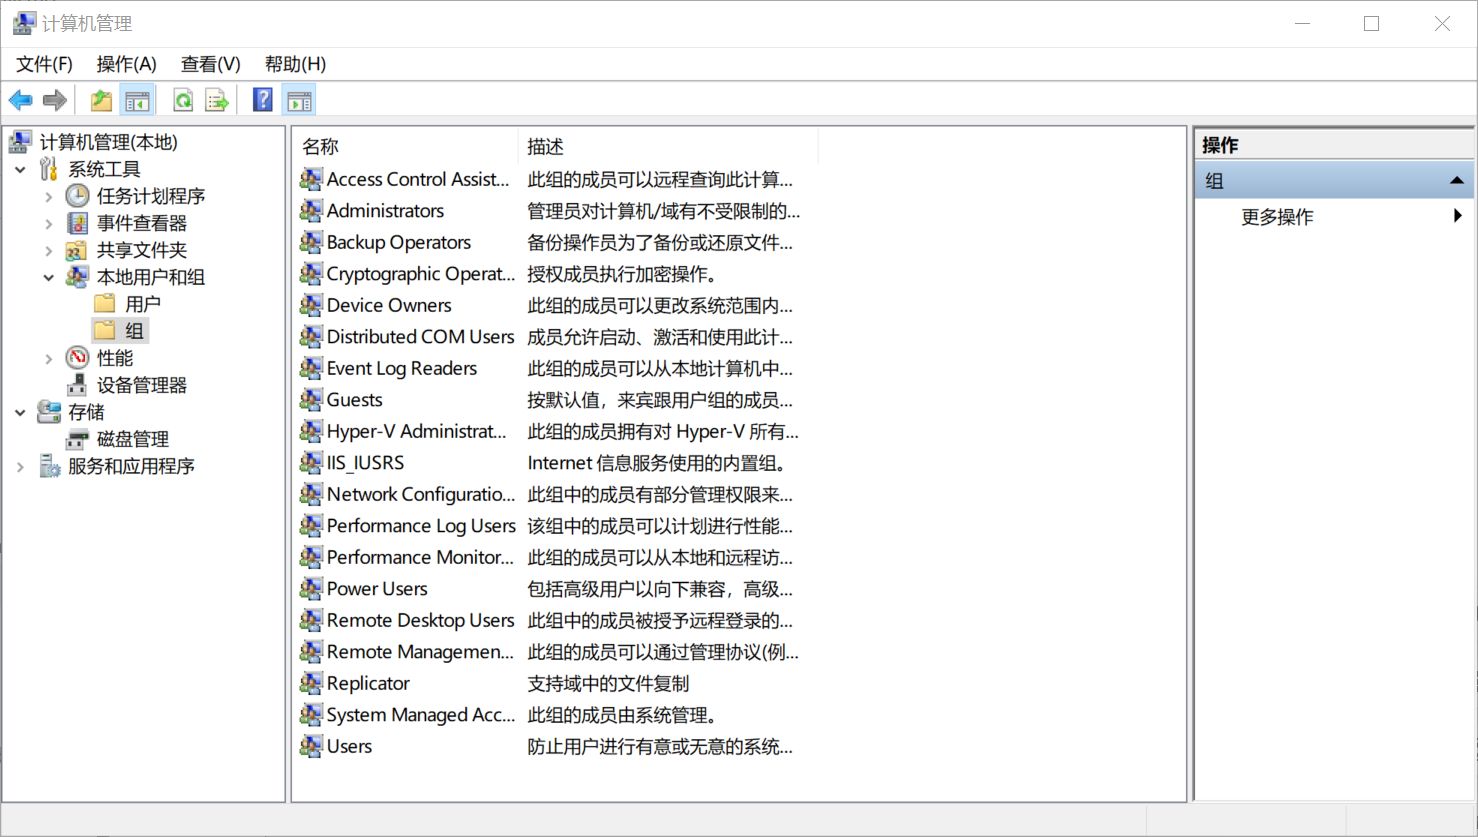 计算机管理
文件(F) 操作(A) 查看(V) 帮助(H)
计算机管理(本地)
系统工具
任务计划程序
事件查看器
共享文件夹
本地用户和组
用户
组
性能
设备管理器
存储
磁盘管理
服务和应用程序
名称 描述
Access Control Assist... 此组的成员可以远程查询此计算...
Administrators 管理员对计算机/域有不受限制的...
Backup Operators 备份操作员为了备份或还原文件...
Cryptographic Operat... 授权成员执行加密操作。
Device Owners 此组的成员可以更改系统范围内...
Distributed COM Users 成员允许启动、激活和使用此计...
Event Log Readers 此组的成员可以从本地计算机中...
Guests 按默认值，来宾跟用户组的成员...
Hyper-V Administrat... 此组的成员拥有对 Hyper-V 所有...
IIS_IUSRS Internet 信息服务使用的内置组。
Network Configuratio... 此组中的成员有部分管理权限来...
Performance Log Users 该组中的成员可以计划进行性能...
Performance Monitor... 此组的成员可以从本地和远程访...
Power Users 包括高级用户以向下兼容，高级...
Remote Desktop Users 此组中的成员被授予远程登录的...
Remote Managemen... 此组的成员可以通过管理协议(例...
Replicator 支持域中的文件复制
System Managed Acc... 此组的成员由系统管理。
Users 防止用户进行有意或无意的系统...
操作
组
更多操作